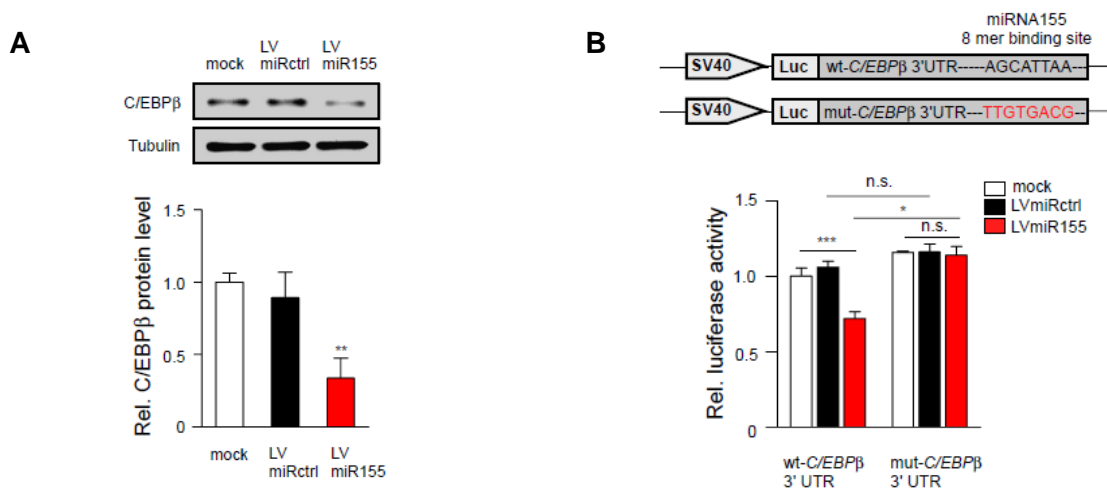 A
mock
LV
miRctrl
LV
miR155
C/EBPβ
Tubulin
Rel. C/EBPβ protein level
1.5
1.0
0.5
0
**
mock
LV
miRctrl
LV
miR155
B
miRNA155
8 mer binding site
SV40
Luc
wt-C/EBPβ 3'UTR-----AGCATTAA---
SV40
Luc
mut-C/EBPβ 3'UTR---TTGTGACG--
mock
LVmiRctrl
LVmiR155
Rel. luciferase activity
1.5
1.0
0.5
0
n.s.
*
***
n.s.
wt-C/EBPβ
3' UTR
mut-C/EBPβ
3' UTR